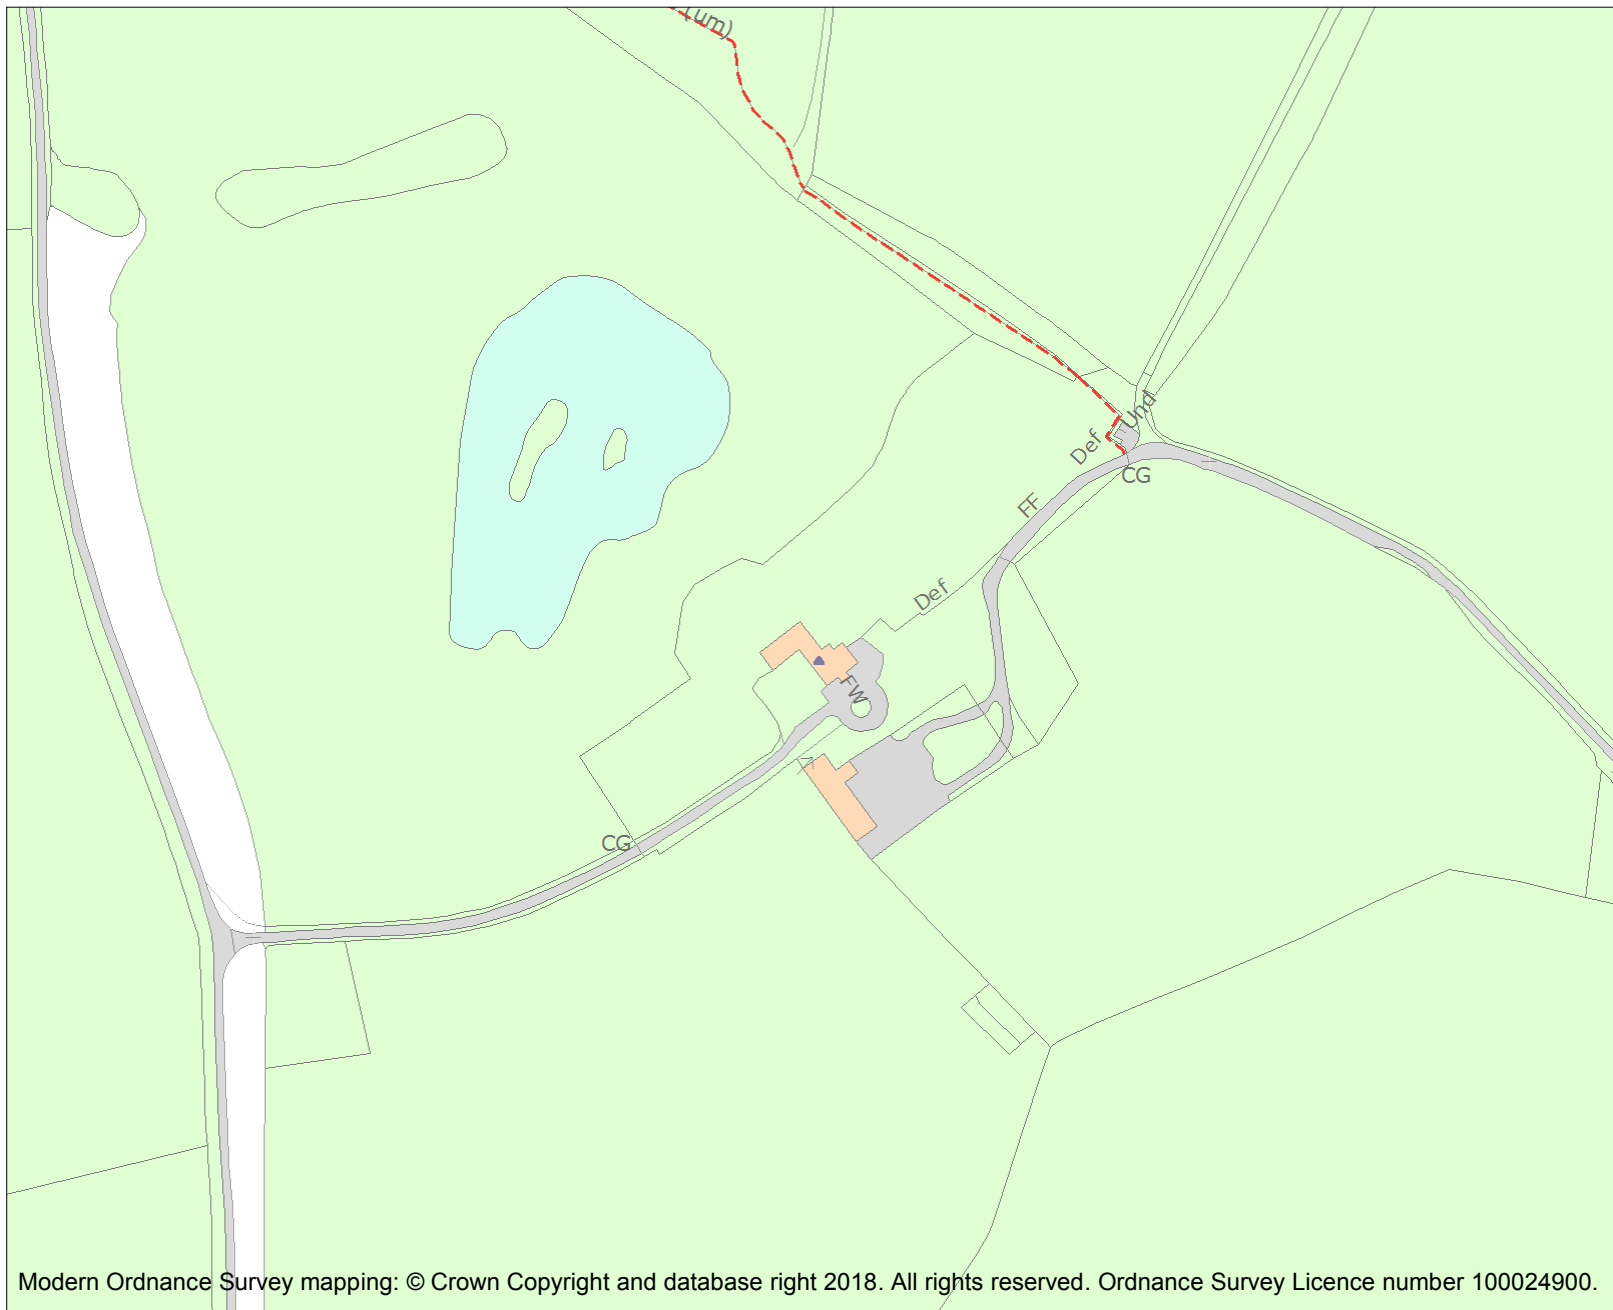 (um)
Und
Def
CG
FF
Def
FW
CG
Modern Ordnance Survey mapping: © Crown Copyright and database right 2018. All rights reserved. Ordnance Survey Licence number 100024900.